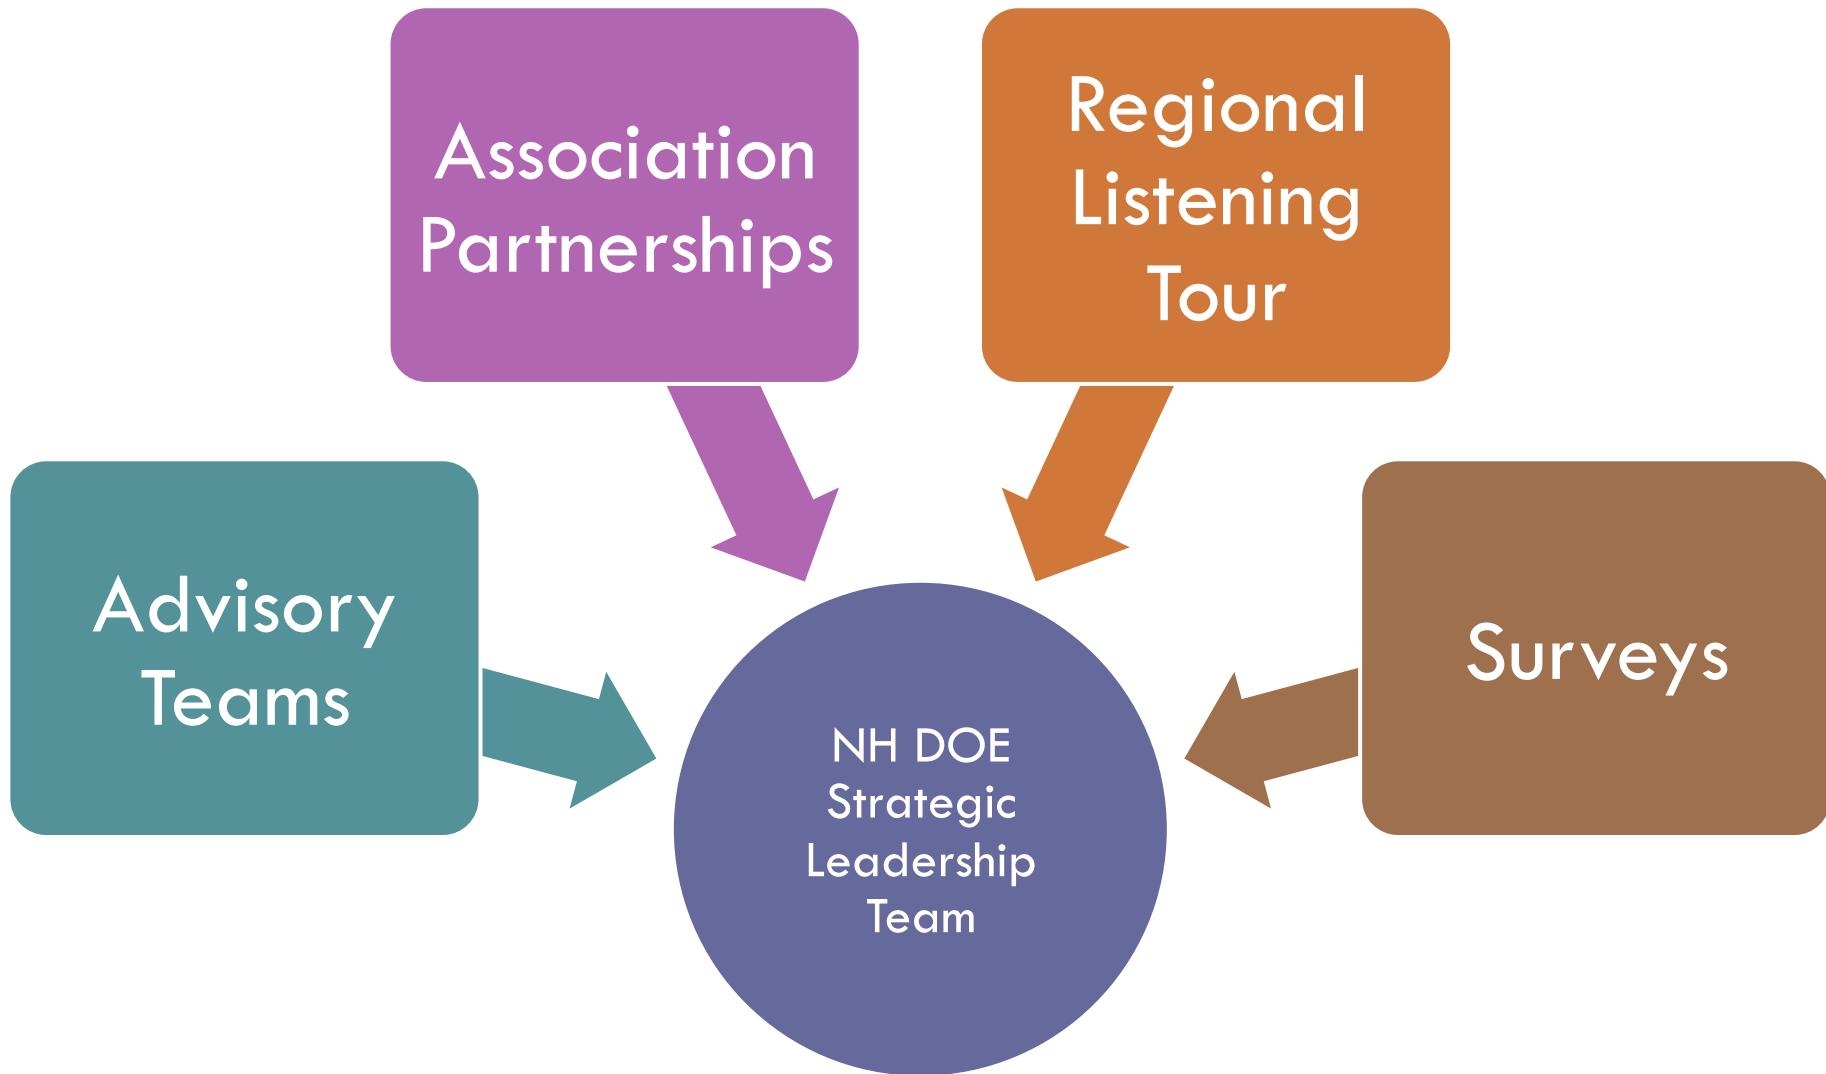 Association
Partnerships
Regional
Listening
Tour
Advisory
Teams
Surveys
NH DOE
Strategic
Leadership
Team